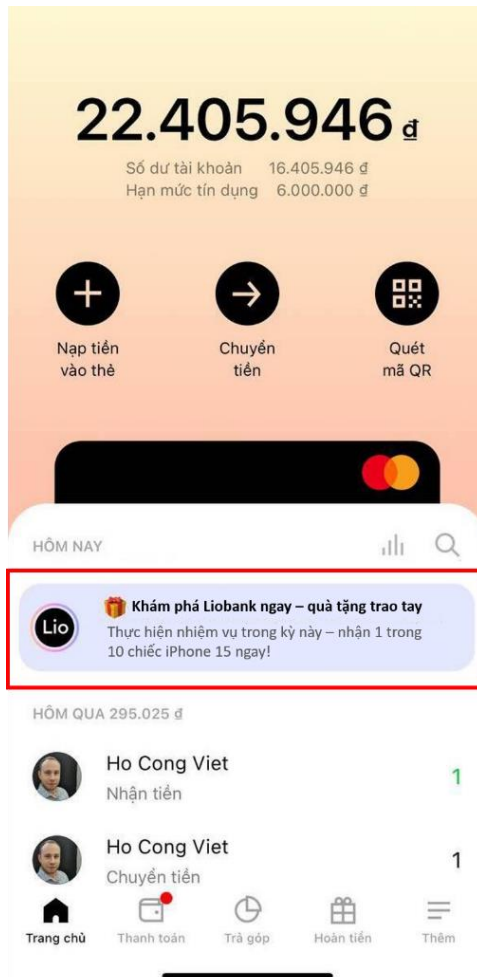 22.405.946 ₫
Số dư tài khoản 16.405.946 ₫
Hạn mức tín dụng 6.000.000 ₫
Nạp tiền
vào thẻ
Chuyển
tiền
Quét
mã QR
HÔM NAY
Lio
🎁 Khám phá Liobank ngay – quà tặng trao tay
Thực hiện nhiệm vụ trong kỳ này – nhận 1 trong
10 chiếc iPhone 15 ngay!
HÔM QUA 295.025 ₫
Ho Cong Viet
Nhận tiền
1
Ho Cong Viet
Chuyển tiền
1
Trang chủ
Thanh toán
Trả góp
Hoàn tiền
Thêm